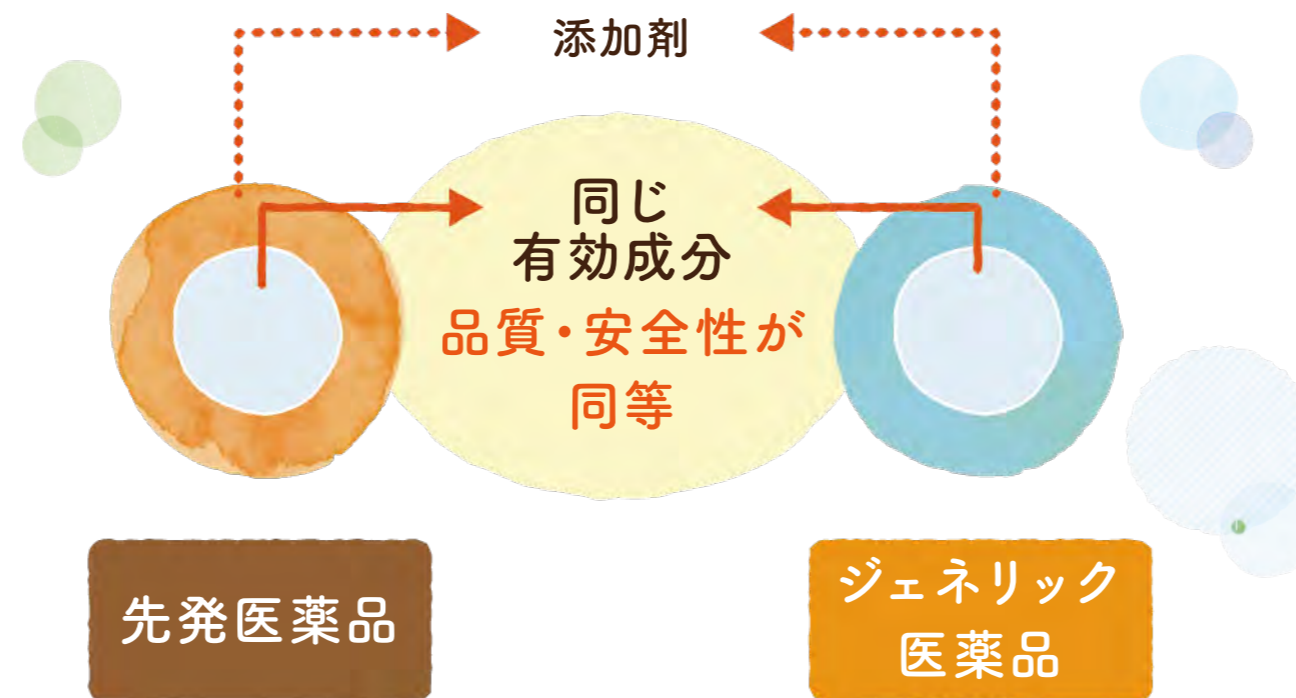 添加剤
同じ
有効成分
品質・安全性が
同等
先発医薬品
ジェネリック
医薬品